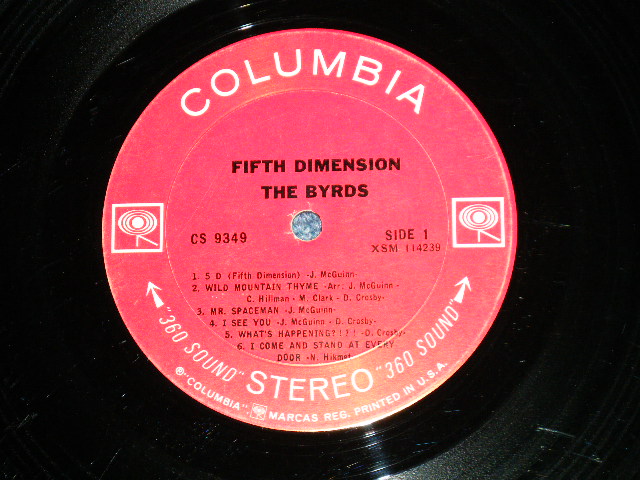 COLUMBIA
FIFTH DIMENSION
THE BYRDS
CS 9349
SIDE 1
XSM 114239
1. 5 D (Fifth Dimension) -J. McGuinn-
2. WILD MOUNTAIN THYME -Arr: J. McGuinn -
C. Hillman - M. Clark - D. Crosby-
3. MR. SPACEMAN -J. McGuinn-
4. I SEE YOU -J. McGuinn - D. Crosby-
5. WHAT'S HAPPENING?!?! -D. Crosby-
6. I COME AND STAND AT EVERY
DOOR -N. Hikmet-
"360 SOUND" STEREO "360 SOUND"
® "COLUMBIA", MARCAS REG. PRINTED IN U.S.A.